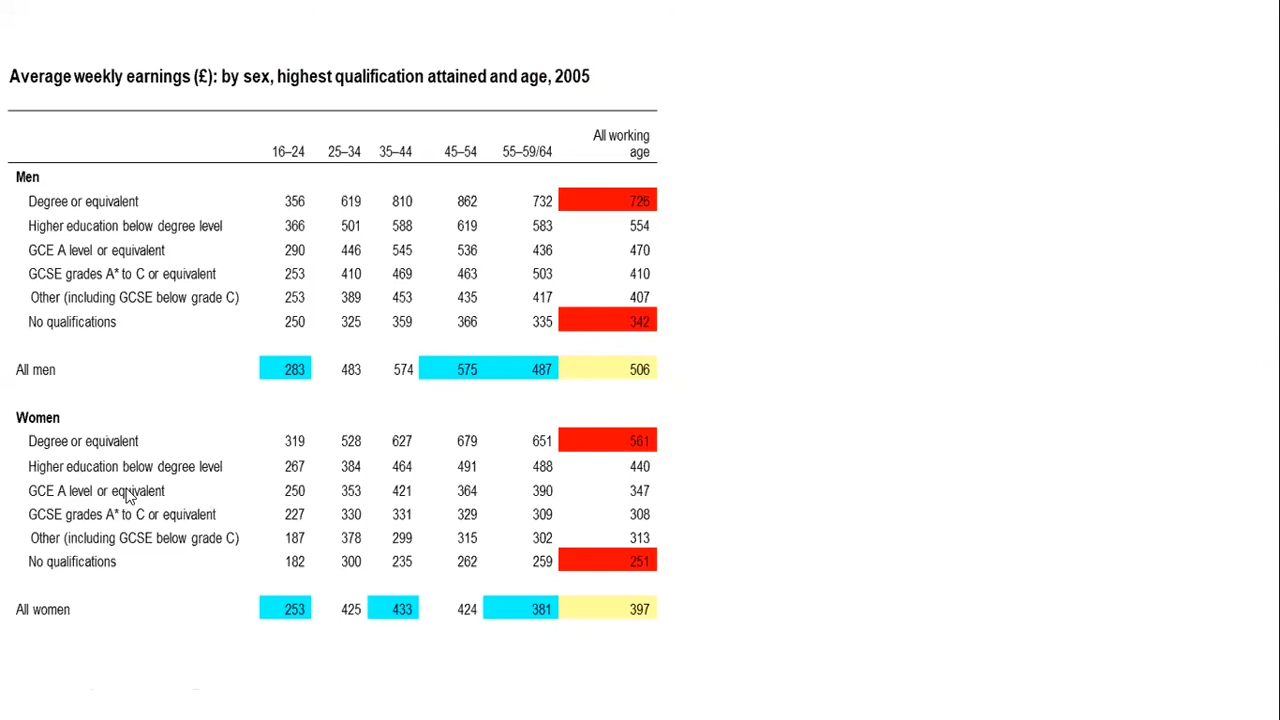 Average weekly earnings (£): by sex, highest qualification attained and age, 2005
All working
16–24 25–34 35–44 45–54 55–59/64 age
Men
Degree or equivalent 356 619 810 862 732 726
Higher education below degree level 366 501 588 619 583 554
GCE A level or equivalent 290 446 545 536 436 470
GCSE grades A* to C or equivalent 253 410 469 463 503 410
Other (including GCSE below grade C) 253 389 453 435 417 407
No qualifications 250 325 359 366 335 342
All men 283 483 574 575 487 506
Women
Degree or equivalent 319 528 627 679 651 561
Higher education below degree level 267 384 464 491 488 440
GCE A level or equivalent 250 353 421 364 390 347
GCSE grades A* to C or equivalent 227 330 331 329 309 308
Other (including GCSE below grade C) 187 378 299 315 302 313
No qualifications 182 300 235 262 259 251
All women 253 425 433 424 381 397